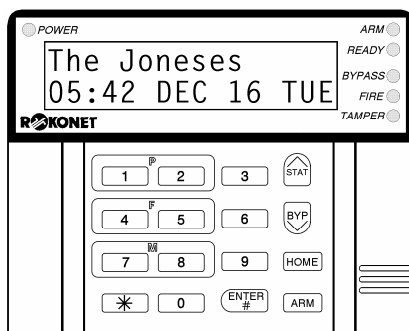 POWER
ARM
READY
BYPASS
FIRE
TAMPER
The Joneses
05:42 DEC 16 TUE
ROKONET
P
1 2 3 STAT
F
4 5 6 BYP
M
7 8 9 HOME
* 0 ENTER # ARM